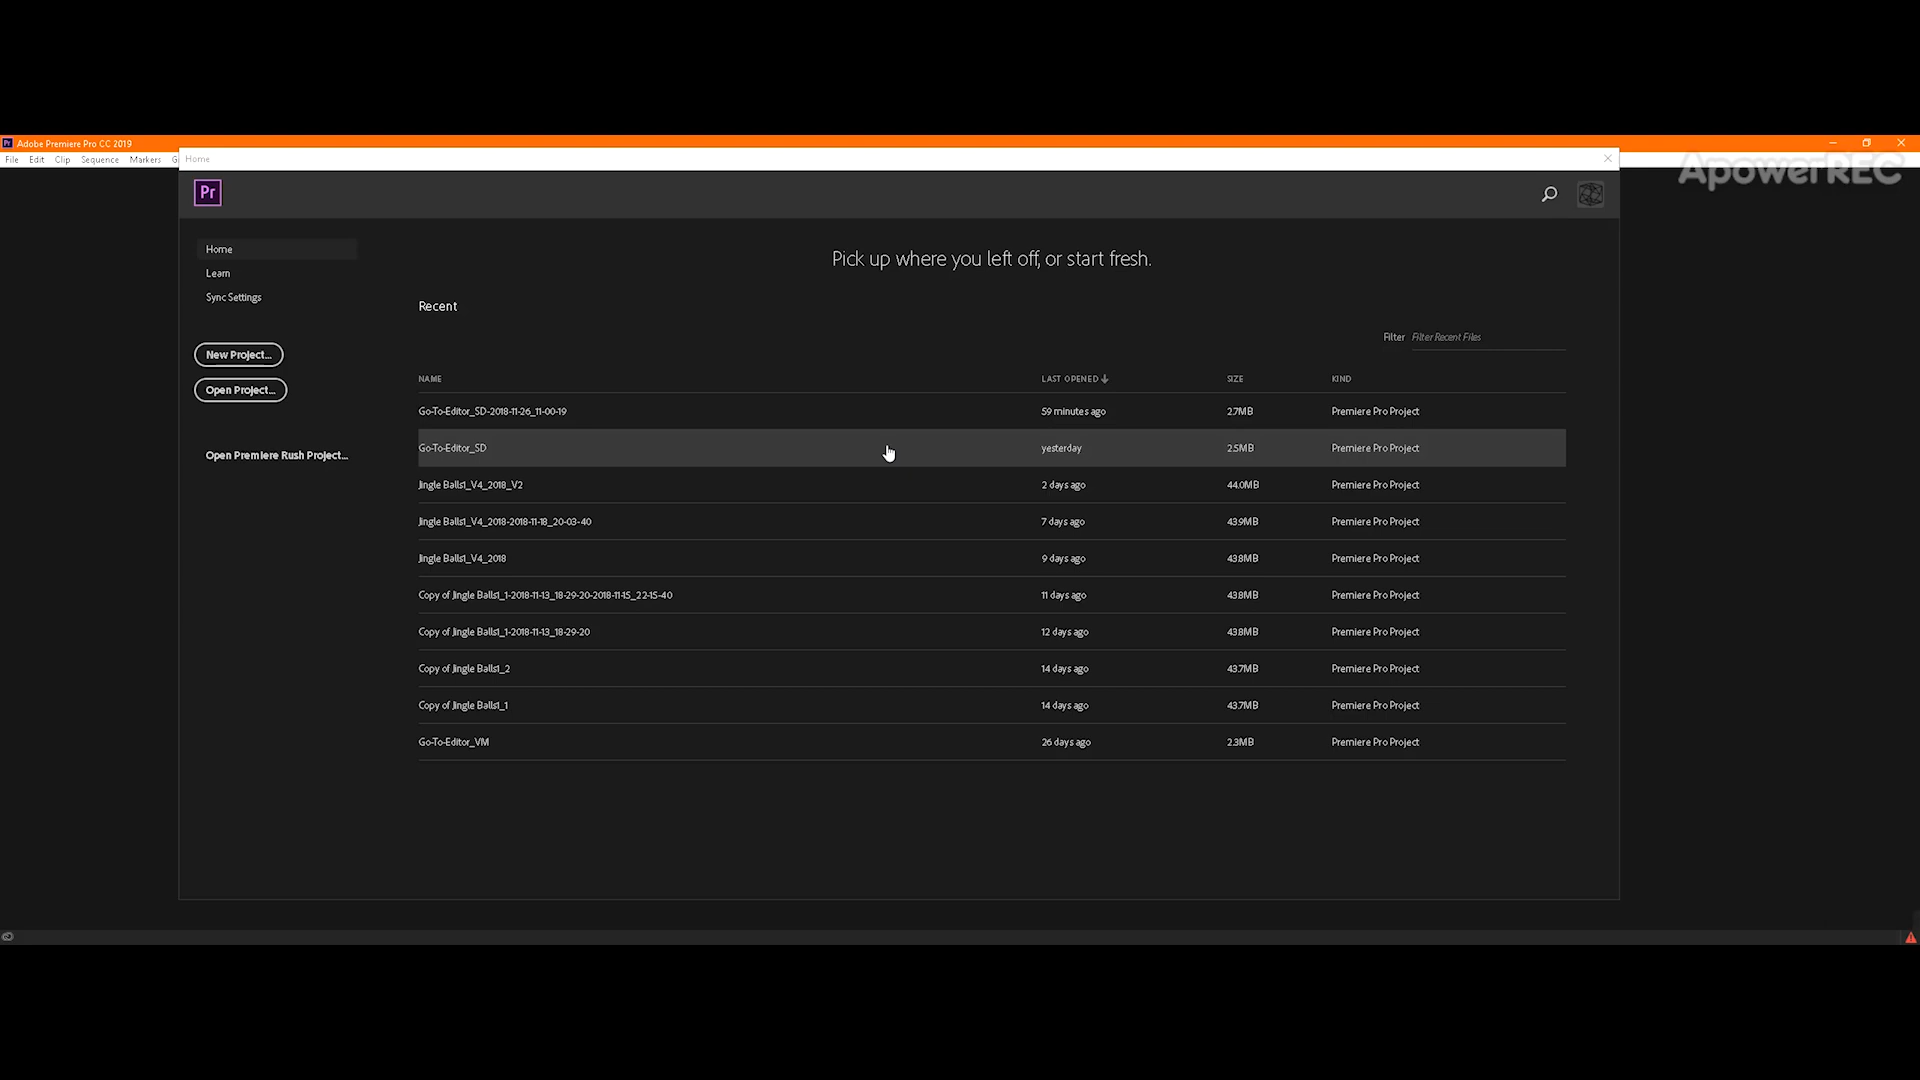 Adobe Premiere Pro CC 2019
File Edit Clip Sequence Markers G Home
ApowerREC
Pr
Home
Learn
Sync Settings
New Project...
Open Project...
Open Premiere Rush Project...
Pick up where you left off, or start fresh.
Recent
Filter Filter Recent Files
NAME LAST OPENED SIZE KIND
Go-To-Editor_SD-2018-11-26_11-00-19 59 minutes ago 2.7MB Premiere Pro Project
Go-To-Editor_SD yesterday 2.5MB Premiere Pro Project
Jingle Balls1_V4_2018_V2 2 days ago 44.0MB Premiere Pro Project
Jingle Balls1_V4_2018-2018-11-18_20-03-40 7 days ago 43.9MB Premiere Pro Project
Jingle Balls1_V4_2018 9 days ago 43.8MB Premiere Pro Project
Copy of Jingle Balls1_1-2018-11-13_18-29-20-2018-11-15_22-15-40 11 days ago 43.8MB Premiere Pro Project
Copy of Jingle Balls1_1-2018-11-13_18-29-20 12 days ago 43.8MB Premiere Pro Project
Copy of Jingle Balls1_2 14 days ago 43.7MB Premiere Pro Project
Copy of Jingle Balls1_1 14 days ago 43.7MB Premiere Pro Project
Go-To-Editor_VM 26 days ago 2.3MB Premiere Pro Project